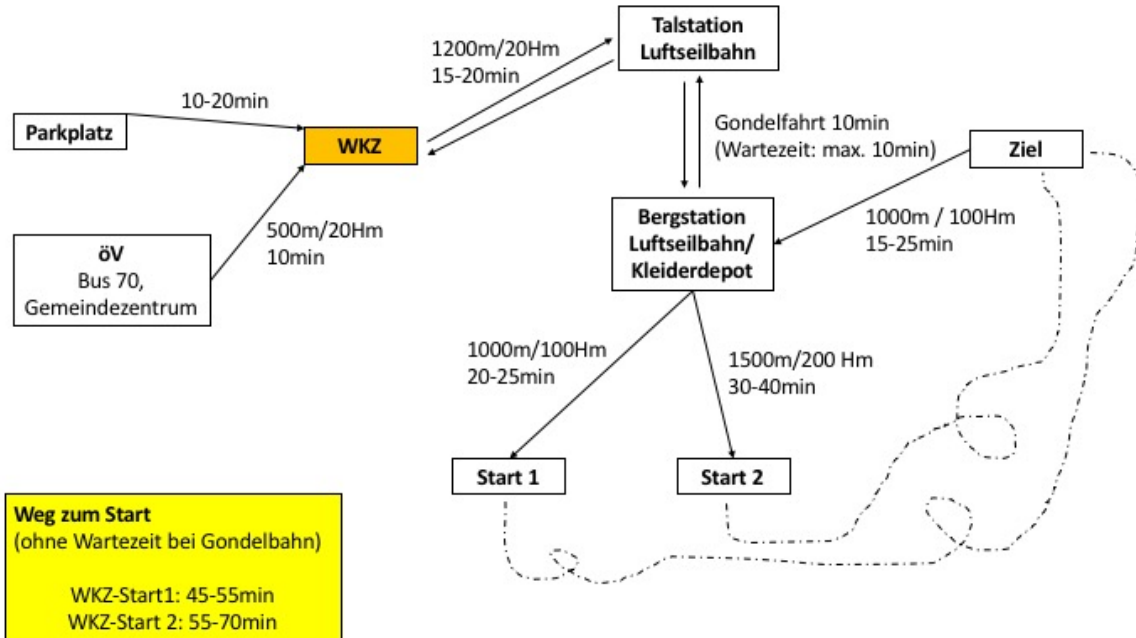 Talstation
Luftseilbahn
1200m/20Hm
15-20min
10-20min
Parkplatz
WKZ
Gondelfahrt 10min
(Wartezeit: max. 10min)
Ziel
500m/20Hm
10min
öV
Bus 70,
Gemeindezentrum
Bergstation
Luftseilbahn/
Kleiderdepot
1000m / 100Hm
15-25min
1000m/100Hm
20-25min
1500m/200 Hm
30-40min
Start 1
Start 2
Weg zum Start
(ohne Wartezeit bei Gondelbahn)
WKZ-Start1: 45-55min
WKZ-Start 2: 55-70min